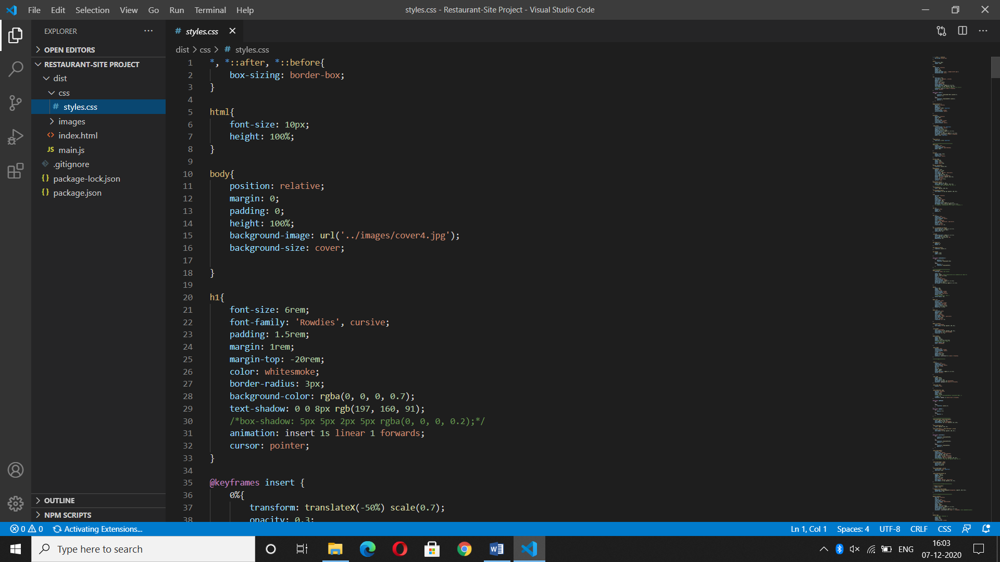 File Edit Selection View Go Run Terminal Help
styles.css - Restaurant-Site Project - Visual Studio Code
EXPLORER
OPEN EDITORS
RESTAURANT-SITE PROJECT
dist
css
# styles.css
images
<> index.html
JS main.js
.gitignore
{} package-lock.json
{} package.json
OUTLINE
NPM SCRIPTS
# styles.css
dist > css > # styles.css
1 *, *::after, *::before{
2 box-sizing: border-box;
3 }
4
5 html{
6 font-size: 10px;
7 height: 100%;
8 }
9
10 body{
11 position: relative;
12 margin: 0;
13 padding: 0;
14 height: 100%;
15 background-image: url('../images/cover4.jpg');
16 background-size: cover;
17
18 }
19
20 h1{
21 font-size: 6rem;
22 font-family: 'Rowdies', cursive;
23 padding: 1.5rem;
24 margin: 1rem;
25 margin-top: -20rem;
26 color: whitesmoke;
27 border-radius: 3px;
28 background-color: rgba(0, 0, 0, 0.7);
29 text-shadow: 0 0 8px rgb(197, 160, 91);
30 /*box-shadow: 5px 5px 2px 5px rgba(0, 0, 0, 0.2);*/
31 animation: insert 1s linear 1 forwards;
32 cursor: pointer;
33 }
34
35 @keyframes insert {
36 0%{
37 transform: translateX(-50%) scale(0.7);
38 opacity: 0.3;
0 0 Activating Extensions...
Ln 1, Col 1 Spaces: 4 UTF-8 CRLF CSS
Type here to search
ENG
16:03
07-12-2020